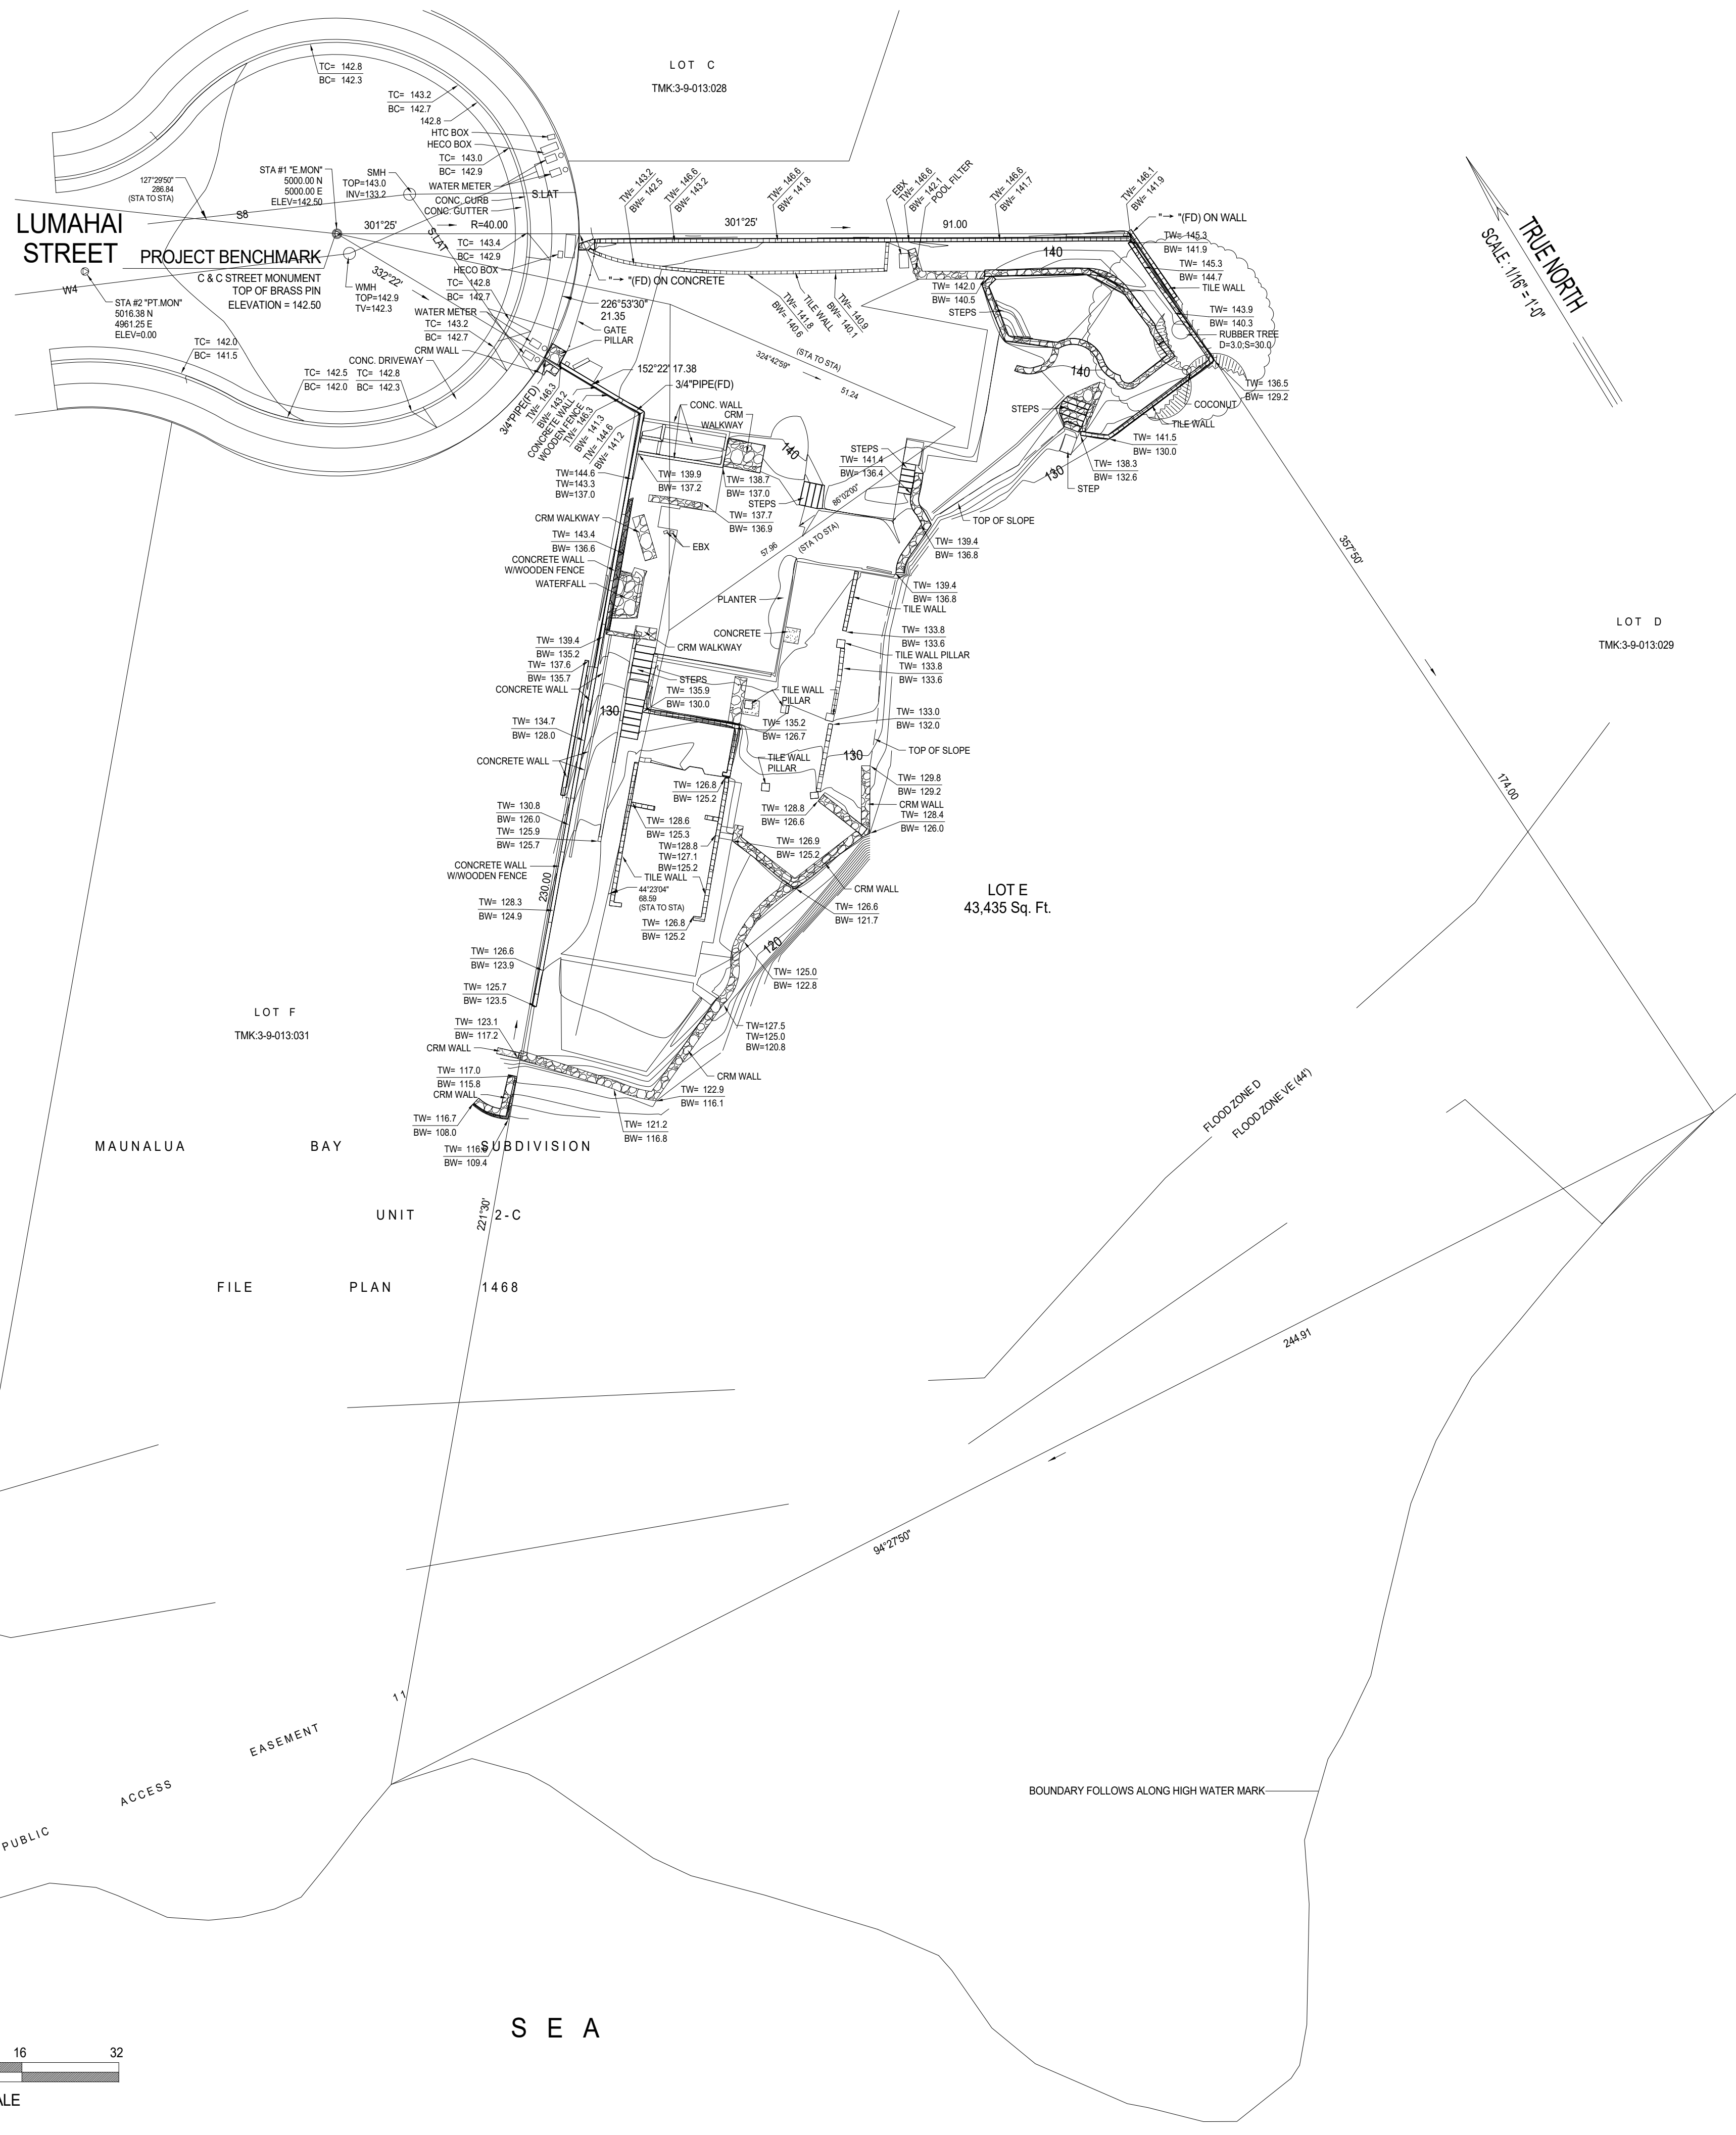 LOT C
TMK:3-9-013:028
TC= 142.8
BC= 142.3
TC= 143.2
BC= 142.7
142.8
HTC BOX
HECO BOX
TC= 143.0
BC= 142.9
WATER METER
CONC. CURB
CONC. GUTTER
S.LAT
S.LAT
SMH
TOP=143.0
INV=133.2
STA #1 "E.MON"
5000.00 N
5000.00 E
ELEV=142.50
127°29'50"
286.84
(STA TO STA)
S8
LUMAHAI
STREET
301°25'
R=40.00
PROJECT BENCHMARK
C & C STREET MONUMENT
TOP OF BRASS PIN
ELEVATION = 142.50
W4
STA #2 "PT.MON"
5016.38 N
4961.25 E
ELEV=0.00
WMH
TOP=142.9
TV=142.3
332°22'
TC= 143.4
BC= 142.9
HECO BOX
TC= 142.8
BC= 142.7
WATER METER
TC= 143.2
BC= 142.7
CRM WALL
CONC. DRIVEWAY
TC= 142.0
BC= 141.5
TC= 142.5
BC= 142.0
TC= 142.8
BC= 142.3
TW= 143.2
BW= 142.5
TW= 146.6
BW= 143.2
TW= 146.6
BW= 141.8
301°25'
EBX
TW= 146.6
BW= 142.1
POOL FILTER
91.00
TW= 146.6
BW= 141.7
TW= 146.1
BW= 141.9
"→ "(FD) ON WALL
TW= 145.3
BW= 141.9
TW= 145.3
BW= 144.7
TILE WALL
TW= 143.9
BW= 140.3
RUBBER TREE
D=3.0;S=30.0
TW= 136.5
BW= 129.2
COCONUT
TILE WALL
TW= 141.5
BW= 130.0
TW= 138.3
BW= 132.6
STEP
STEPS
140
140
130
TW= 142.0
BW= 140.5
STEPS
TRUE NORTH
SCALE : 1/16" = 1'-0"
"→ "(FD) ON CONCRETE
226°53'30"
21.35
GATE
PILLAR
TW= 141.8
BW= 140.6
TILE WALL
TW= 140.9
BW= 140.1
(STA TO STA)
324°42'59"
51.24
152°22' 17.38
3/4"PIPE(FD)
3/4"PIPE(FD)
TW= 146.3
BW= 143.2
CONCRETE WALL
WOODEN FENCE
TW= 146.3
BW= 141.3
TW= 144.6
BW= 141.2
CONC. WALL
CRM
WALKWAY
140
TW=144.6
TW=143.3
BW=137.0
TW= 139.9
BW= 137.2
TW= 138.7
BW= 137.0
STEPS
STEPS
TW= 141.4
BW= 136.4
86°02'00"
57.96
(STA TO STA)
TW= 137.7
BW= 136.9
TOP OF SLOPE
TW= 139.4
BW= 136.8
CRM WALKWAY
EBX
TW= 143.4
BW= 136.6
CONCRETE WALL
W/WOODEN FENCE
WATERFALL
PLANTER
TW= 139.4
BW= 136.8
TILE WALL
CONCRETE
TW= 133.8
BW= 133.6
TILE WALL PILLAR
TW= 133.8
BW= 133.6
TW= 139.4
BW= 135.2
CRM WALKWAY
TW= 137.6
BW= 135.7
CONCRETE WALL
STEPS
TW= 135.9
BW= 130.0
TILE WALL
PILLAR
130
TW= 135.2
BW= 126.7
TW= 133.0
BW= 132.0
TOP OF SLOPE
130
TW= 134.7
BW= 128.0
CONCRETE WALL
TILE WALL
PILLAR
TW= 126.8
BW= 125.2
TW= 129.8
BW= 129.2
CRM WALL
TW= 128.4
BW= 126.0
TW= 130.8
BW= 126.0
TW= 125.9
BW= 125.7
TW= 128.6
BW= 125.3
TW= 128.8
BW= 126.6
TW=128.8
TW=127.1
BW=125.2
TW= 126.9
BW= 125.2
CONCRETE WALL
W/WOODEN FENCE
TILE WALL
44°23'04"
68.59
(STA TO STA)
230.00
CRM WALL
TW= 126.6
BW= 121.7
TW= 128.3
BW= 124.9
TW= 126.8
BW= 125.2
120
TW= 126.6
BW= 123.9
TW= 125.0
BW= 122.8
TW= 125.7
BW= 123.5
TW=127.5
TW=125.0
BW=120.8
TW= 123.1
BW= 117.2
CRM WALL
CRM WALL
TW= 117.0
BW= 115.8
CRM WALL
TW= 122.9
BW= 116.1
TW= 116.7
BW= 108.0
TW= 121.2
BW= 116.8
BW= 109.4
357°50'
174.00
LOT D
TMK:3-9-013:029
LOT E
43,435 Sq. Ft.
LOT F
TMK:3-9-013:031
FLOOD ZONE D
FLOOD ZONE VE (44')
MAUNALUA BAY SUBDIVISION
UNIT 2-C
221°30'
FILE PLAN 1468
244.91
94°27'50"
11
PUBLIC ACCESS EASEMENT
BOUNDARY FOLLOWS ALONG HIGH WATER MARK
SEA
16 32